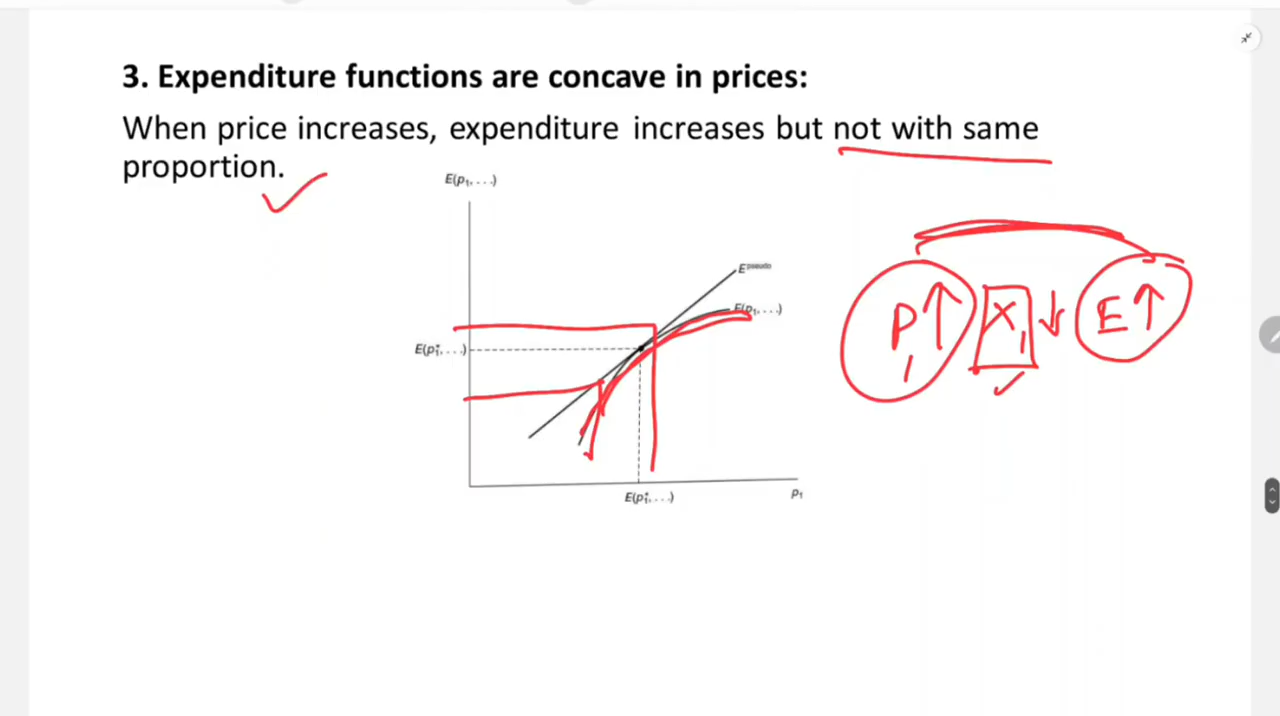 3. Expenditure functions are concave in prices:
When price increases, expenditure increases but not with same
proportion.
E(p₁, . . .)
E^pseudo
E(p₁, . . .)
P₁↑ X₁↓ E↑
E(p₁*, . . .)
E(p₁*, . . .)
p₁